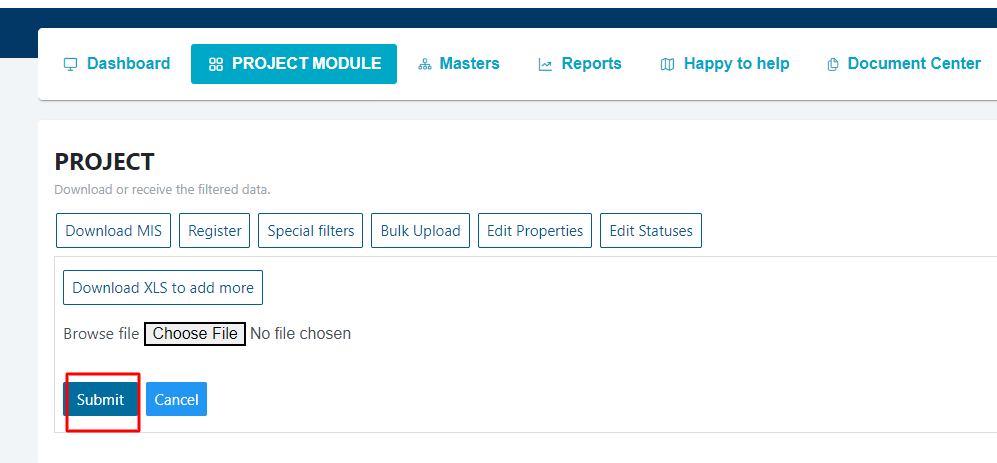 Dashboard PROJECT MODULE Masters Reports Happy to help Document Center
PROJECT
Download or receive the filtered data.
Download MIS Register Special filters Bulk Upload Edit Properties Edit Statuses
Download XLS to add more
Browse file Choose File No file chosen
Submit Cancel